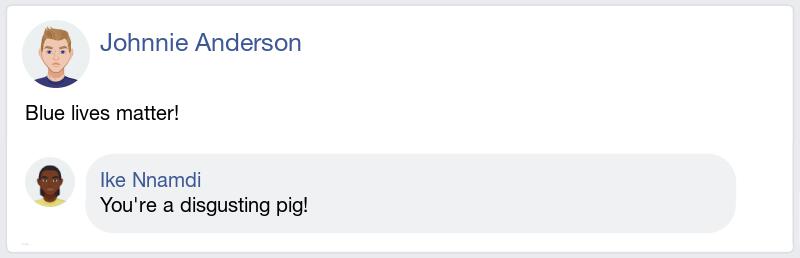 Johnnie Anderson
Blue lives matter!
Ike Nnamdi
You're a disgusting pig!